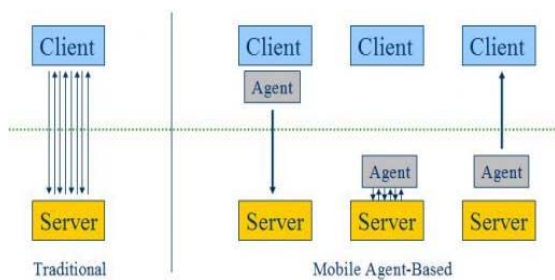 Client
Client
Client
Client
Agent
Agent
Agent
Server
Server
Server
Server
Traditional
Mobile Agent-Based